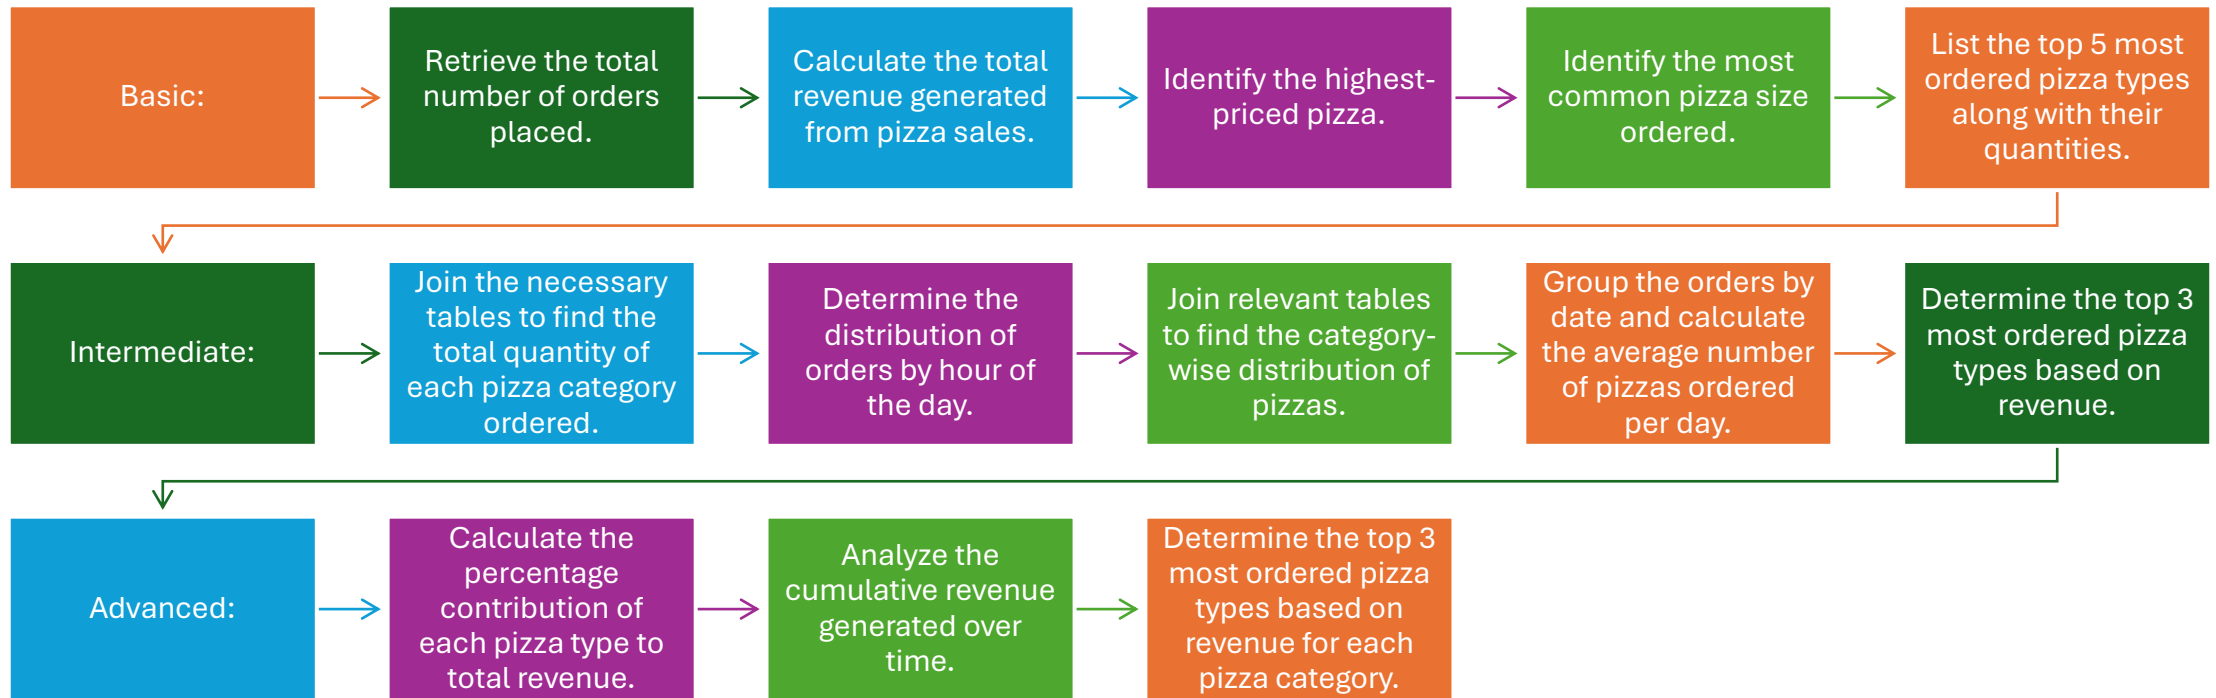 Basic:
Retrieve the total
number of orders
placed.
Calculate the total
revenue generated
from pizza sales.
Identify the highest-
priced pizza.
Identify the most
common pizza size
ordered.
List the top 5 most
ordered pizza types
along with their
quantities.
Intermediate:
Join the necessary
tables to find the
total quantity of
each pizza category
ordered.
Determine the
distribution of
orders by hour of
the day.
Join relevant tables
to find the category-
wise distribution of
pizzas.
Group the orders by
date and calculate
the average number
of pizzas ordered
per day.
Determine the top 3
most ordered pizza
types based on
revenue.
Advanced:
Calculate the
percentage
contribution of
each pizza type to
total revenue.
Analyze the
cumulative revenue
generated over
time.
Determine the top 3
most ordered pizza
types based on
revenue for each
pizza category.